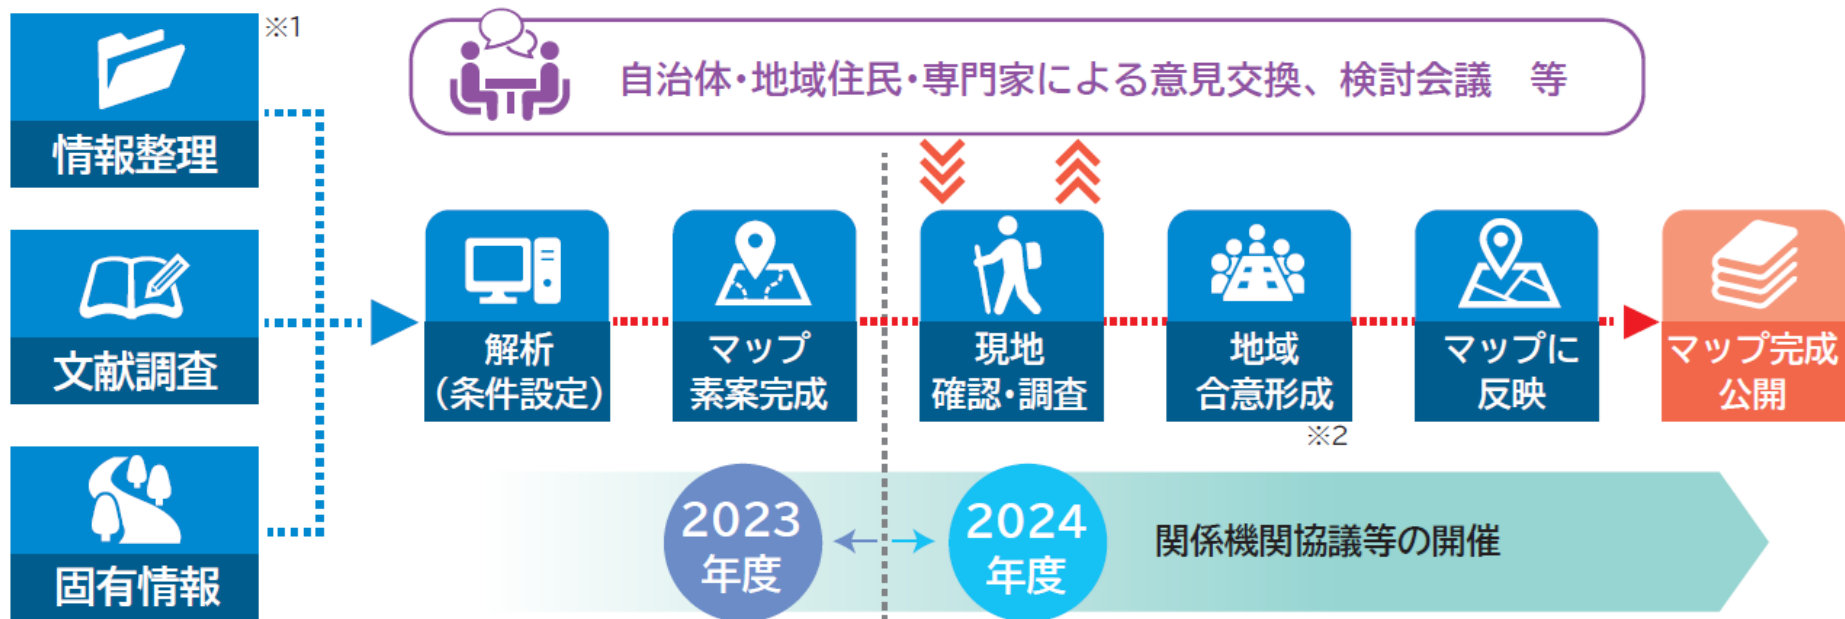 ※1
情報整理
文献調査
固有情報
自治体・地域住民・専門家による意見交換、検討会議　等
解析
（条件設定）
マップ
素案完成
現地
確認・調査
地域
合意形成
※2
マップに
反映
マップ完成
公開
2023
年度
2024
年度
関係機関協議等の開催